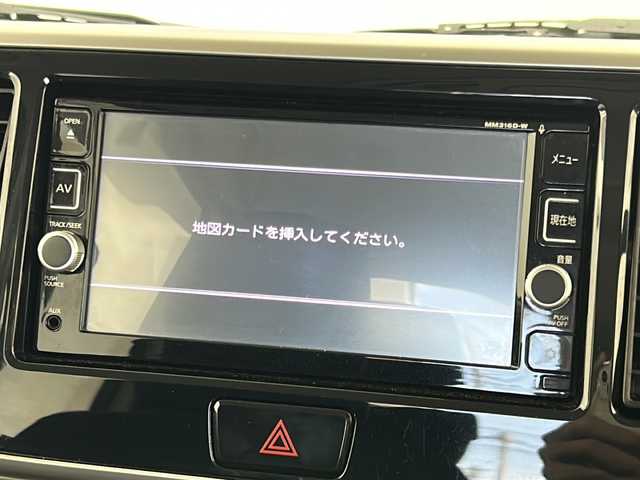 MM316D-W
OPEN
メニュー
AV
現在地
TRACK/SEEK
音量
地図カードを挿入してください。
PUSH
SOURCE
PUSH
AUX